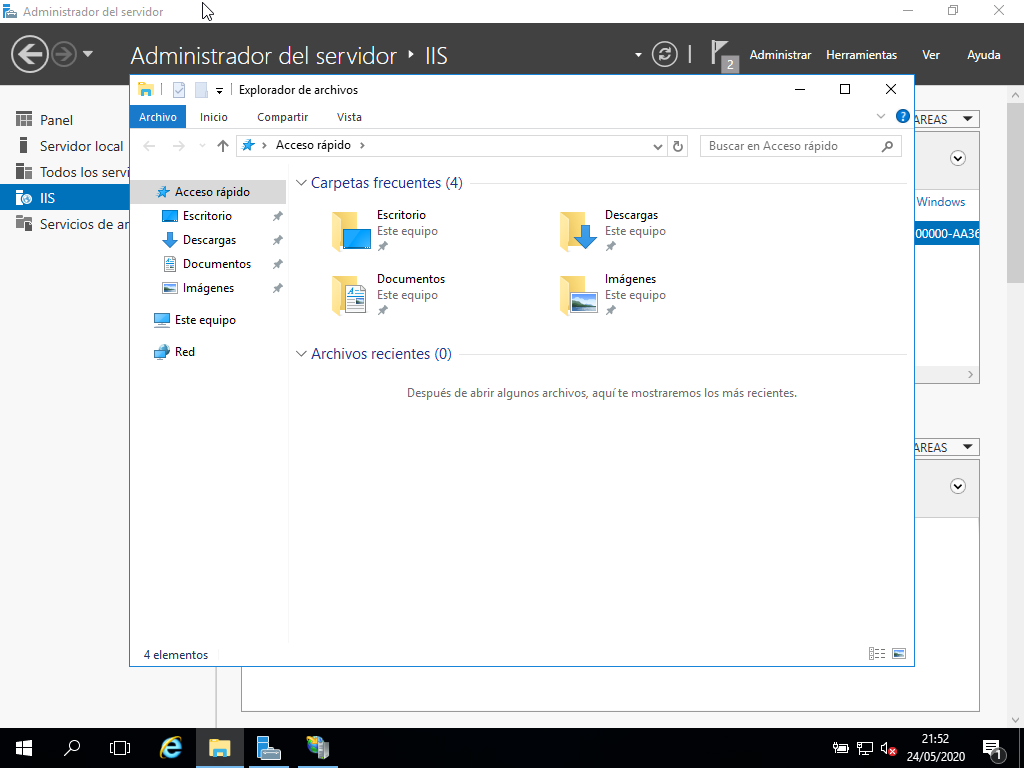 Administrador del servidor
Administrador del servidor
IIS
2
Administrar
Herramientas
Ver
Ayuda
Explorador de archivos
Archivo
Inicio
Compartir
Vista
Acceso rápido
Buscar en Acceso rápido
Panel
Servidor local
Todos los servi
IIS
Servicios de ar
Acceso rápido
Escritorio
Descargas
Documentos
Imágenes
Este equipo
Red
Carpetas frecuentes (4)
Escritorio
Este equipo
Descargas
Este equipo
Documentos
Este equipo
Imágenes
Este equipo
Archivos recientes (0)
Después de abrir algunos archivos, aquí te mostraremos los más recientes.
4 elementos
AREAS
Windows
00000-AA36
AREAS
21:52
24/05/2020
1